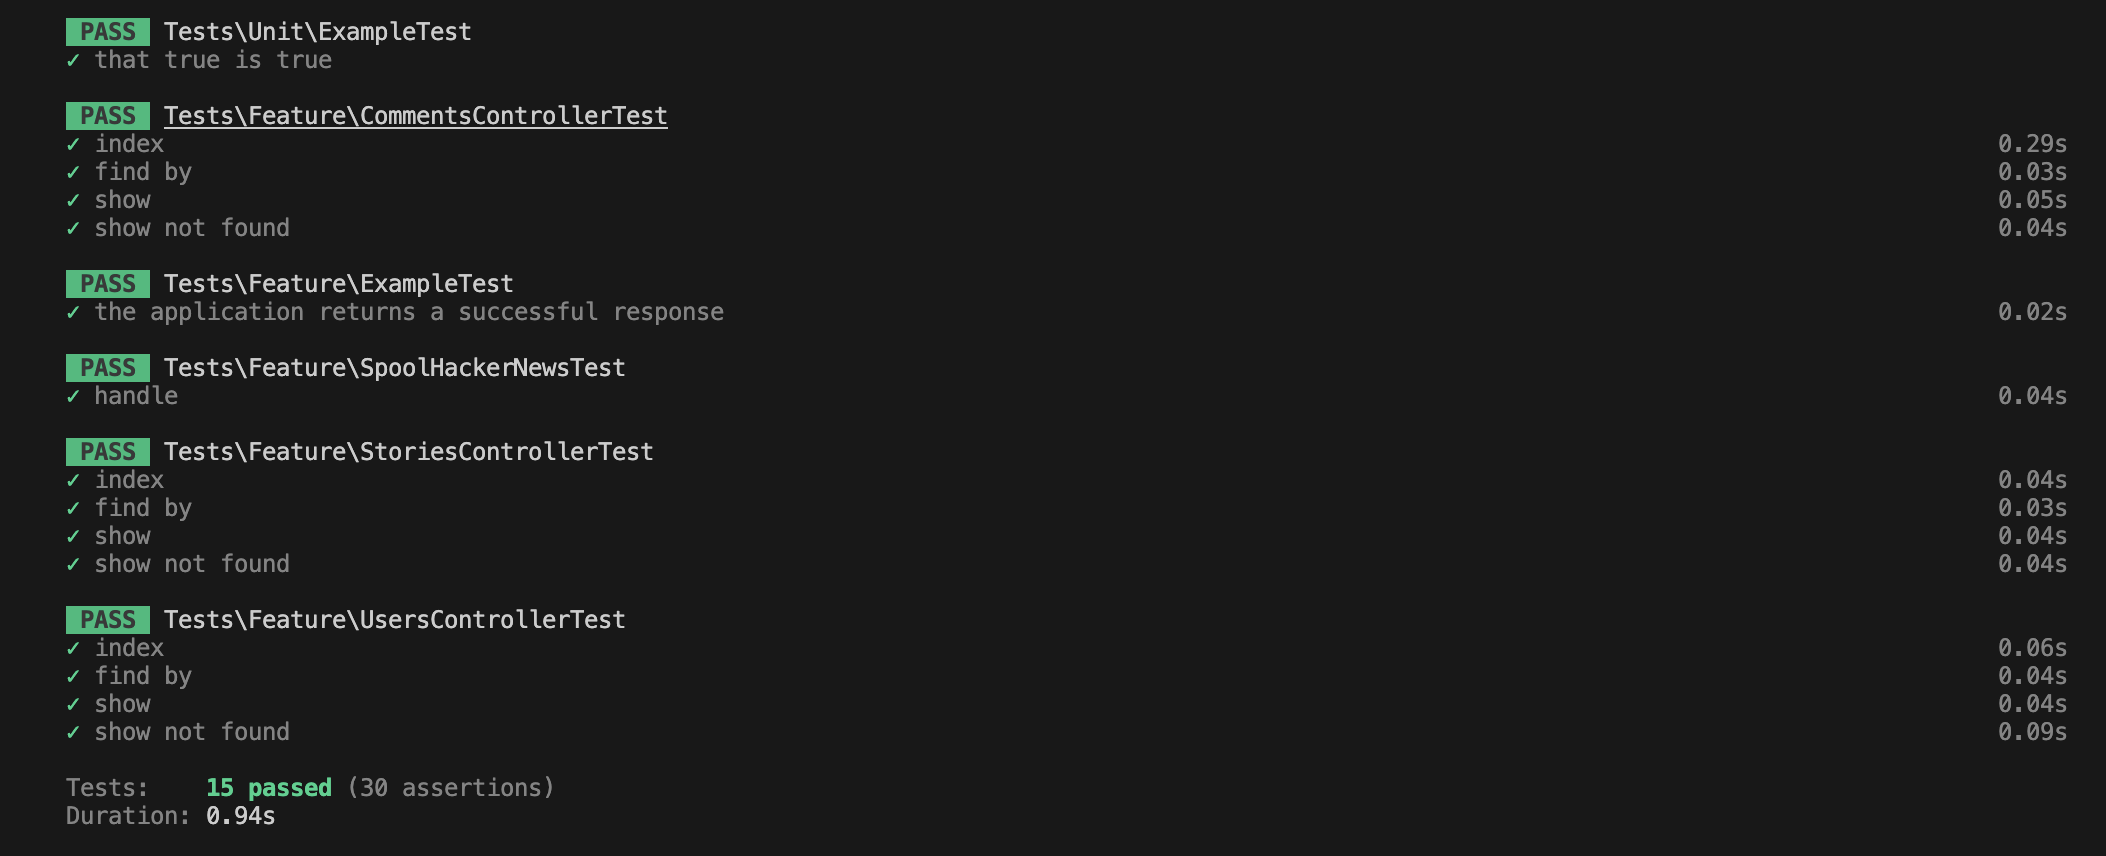 PASS Tests\Unit\ExampleTest
✓ that true is true
PASS Tests\Feature\CommentsControllerTest
✓ index 0.29s
✓ find by 0.03s
✓ show 0.05s
✓ show not found 0.04s
PASS Tests\Feature\ExampleTest
✓ the application returns a successful response 0.02s
PASS Tests\Feature\SpoolHackerNewsTest
✓ handle 0.04s
PASS Tests\Feature\StoriesControllerTest
✓ index 0.04s
✓ find by 0.03s
✓ show 0.04s
✓ show not found 0.04s
PASS Tests\Feature\UsersControllerTest
✓ index 0.06s
✓ find by 0.04s
✓ show 0.04s
✓ show not found 0.09s
Tests: 15 passed (30 assertions)
Duration: 0.94s